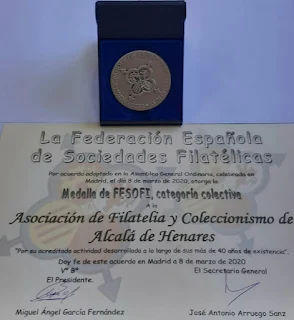 La Federación Española
de Sociedades Filatélicas
Por acuerdo adoptado en la Asamblea General Ordinaria, celebrada en
Madrid, el día 8 de marzo de 2020, otorga la
Medalla de FESOFI, categoría colectiva
A la
Asociación de Filatelia y Coleccionismo de
Alcalá de Henares
"Por su acreditada actividad desarrollada a lo largo de sus más de 40 años de existencia".
Doy fe de este acuerdo en Madrid a 8 de marzo de 2020
Vº Bº
El Presidente.
El Secretario General
Miguel Ángel García Fernández
José Antonio Arruego Sanz